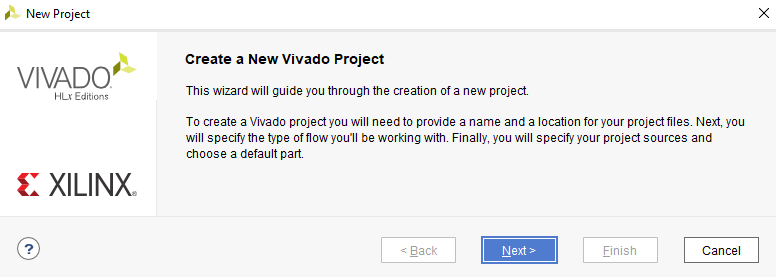 New Project
VIVADO
HLx Editions
XILINX®
Create a New Vivado Project
This wizard will guide you through the creation of a new project.
To create a Vivado project you will need to provide a name and a location for your project files. Next, you
will specify the type of flow you'll be working with. Finally, you will specify your project sources and
choose a default part.
?
< Back
Next >
Finish
Cancel